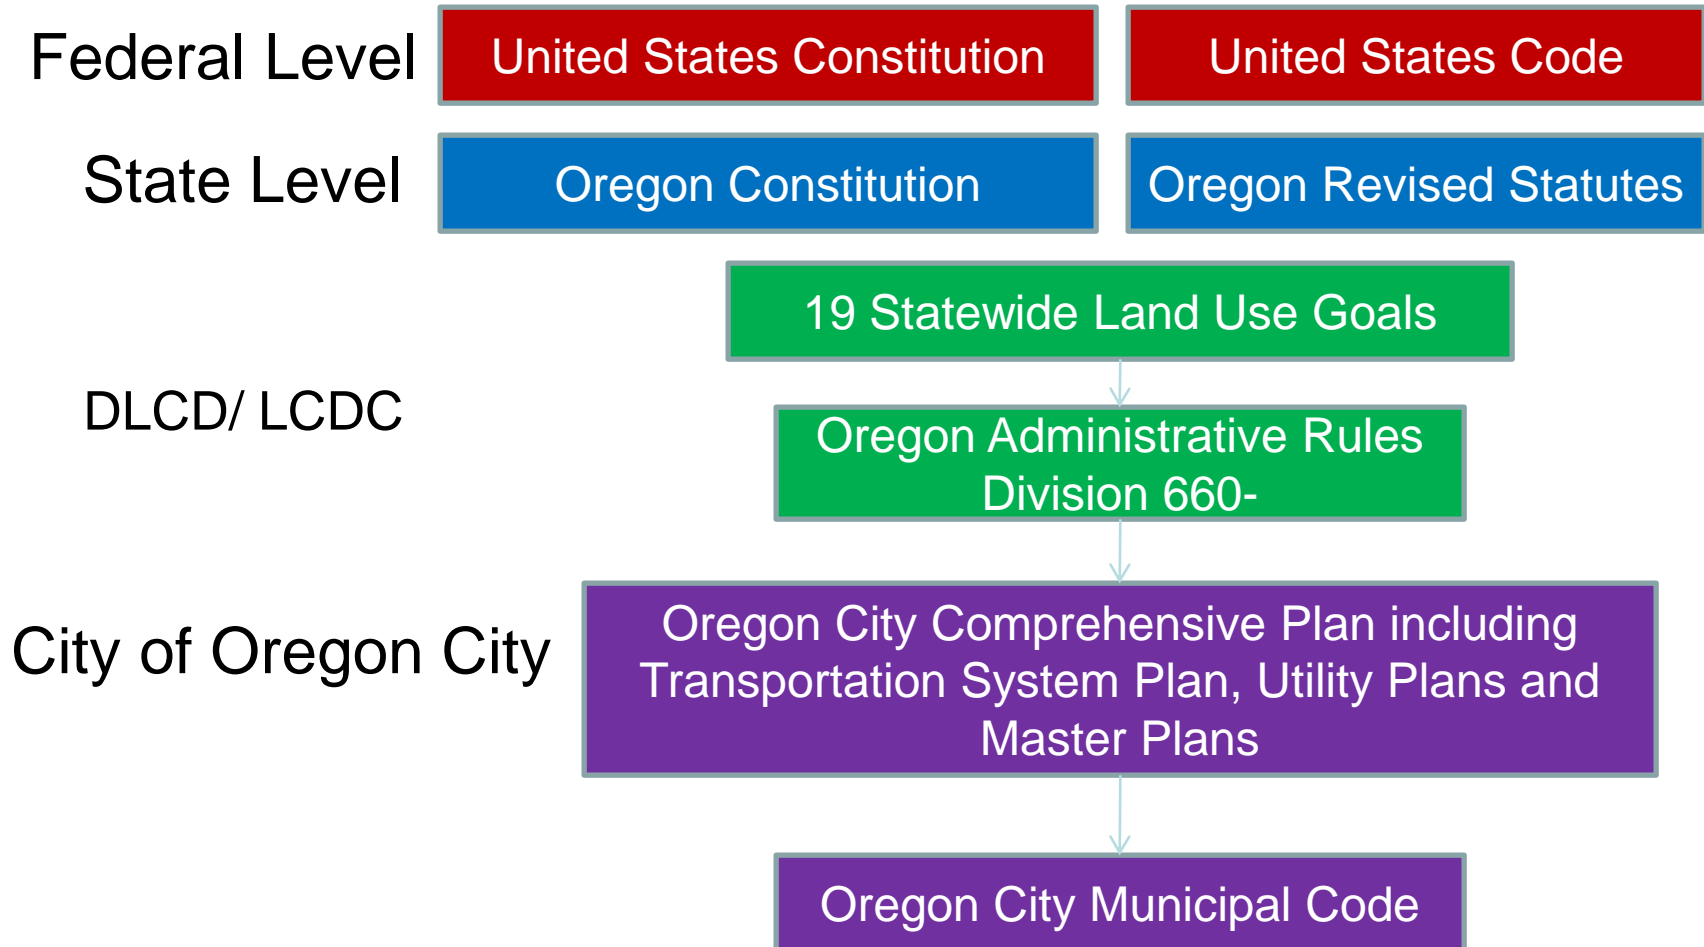 Federal Level
United States Constitution
United States Code
State Level
Oregon Constitution
Oregon Revised Statutes
19 Statewide Land Use Goals
DLCD/ LCDC
Oregon Administrative Rules
Division 660-
City of Oregon City
Oregon City Comprehensive Plan including
Transportation System Plan, Utility Plans and
Master Plans
Oregon City Municipal Code